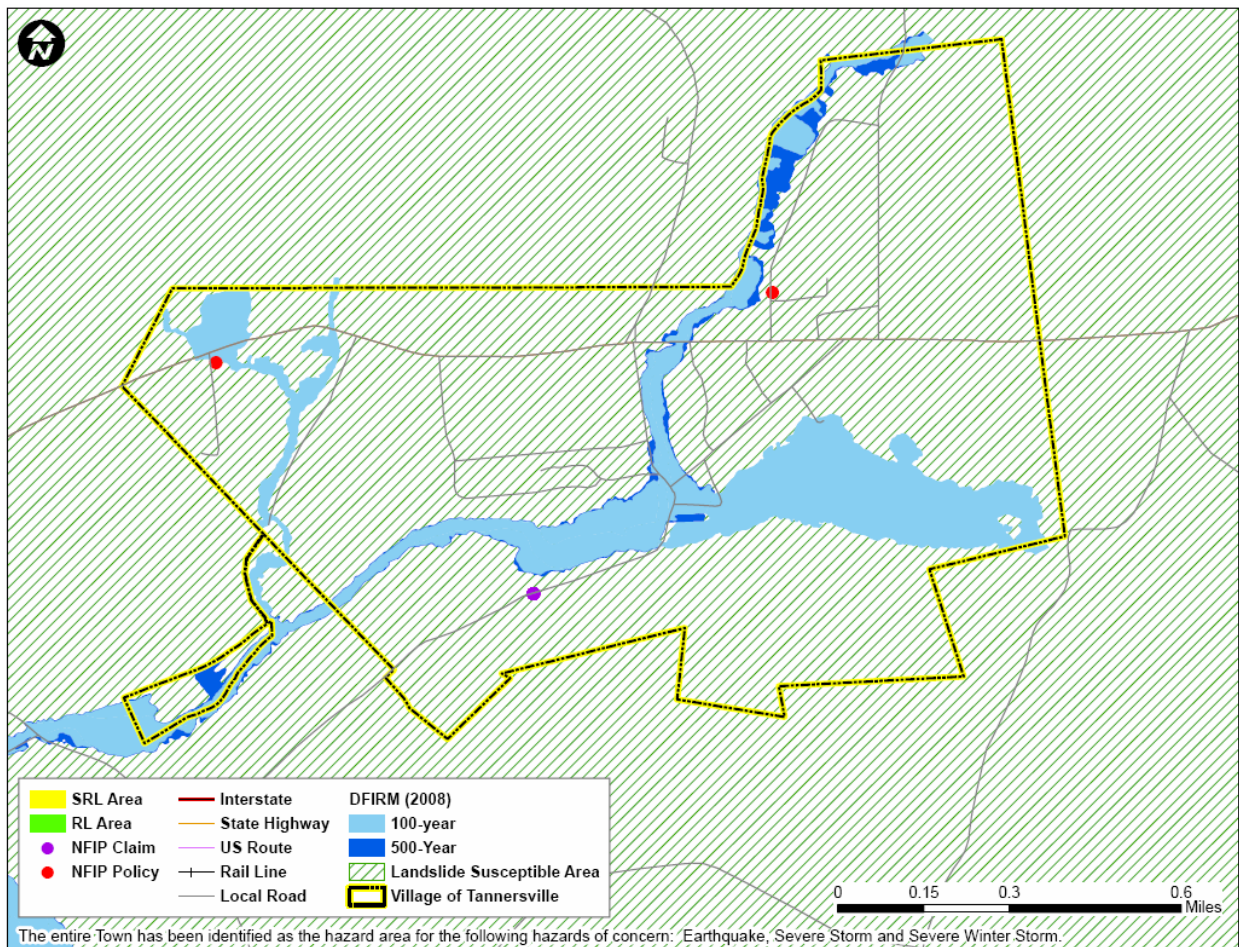 N
SRL Area
RL Area
NFIP Claim
NFIP Policy
Interstate
State Highway
US Route
Rail Line
Local Road
DFIRM (2008)
100-year
500-Year
Landslide Susceptible Area
Village of Tannersville
0 0.15 0.3 0.6
Miles
The entire Town has been identified as the hazard area for the following hazards of concern: Earthquake, Severe Storm and Severe Winter Storm.